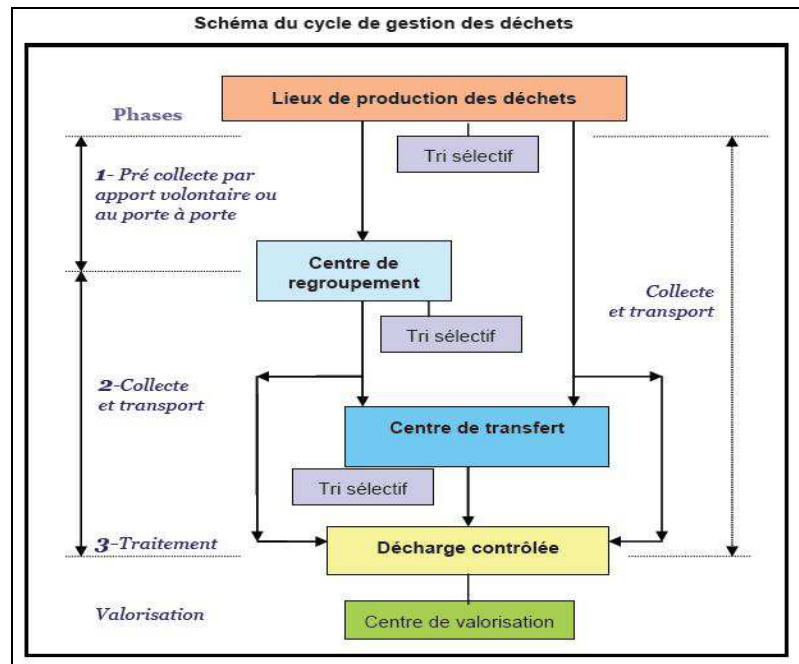 Schéma du cycle de gestion des déchets
Lieux de production des déchets
Phases
Tri sélectif
1- Pré collecte par
apport volontaire ou
au porte à porte
Centre de
regroupement
Collecte
et transport
Tri sélectif
2-Collecte
et transport
Centre de transfert
Tri sélectif
3-Traitement
Décharge contrôlée
Valorisation
Centre de valorisation